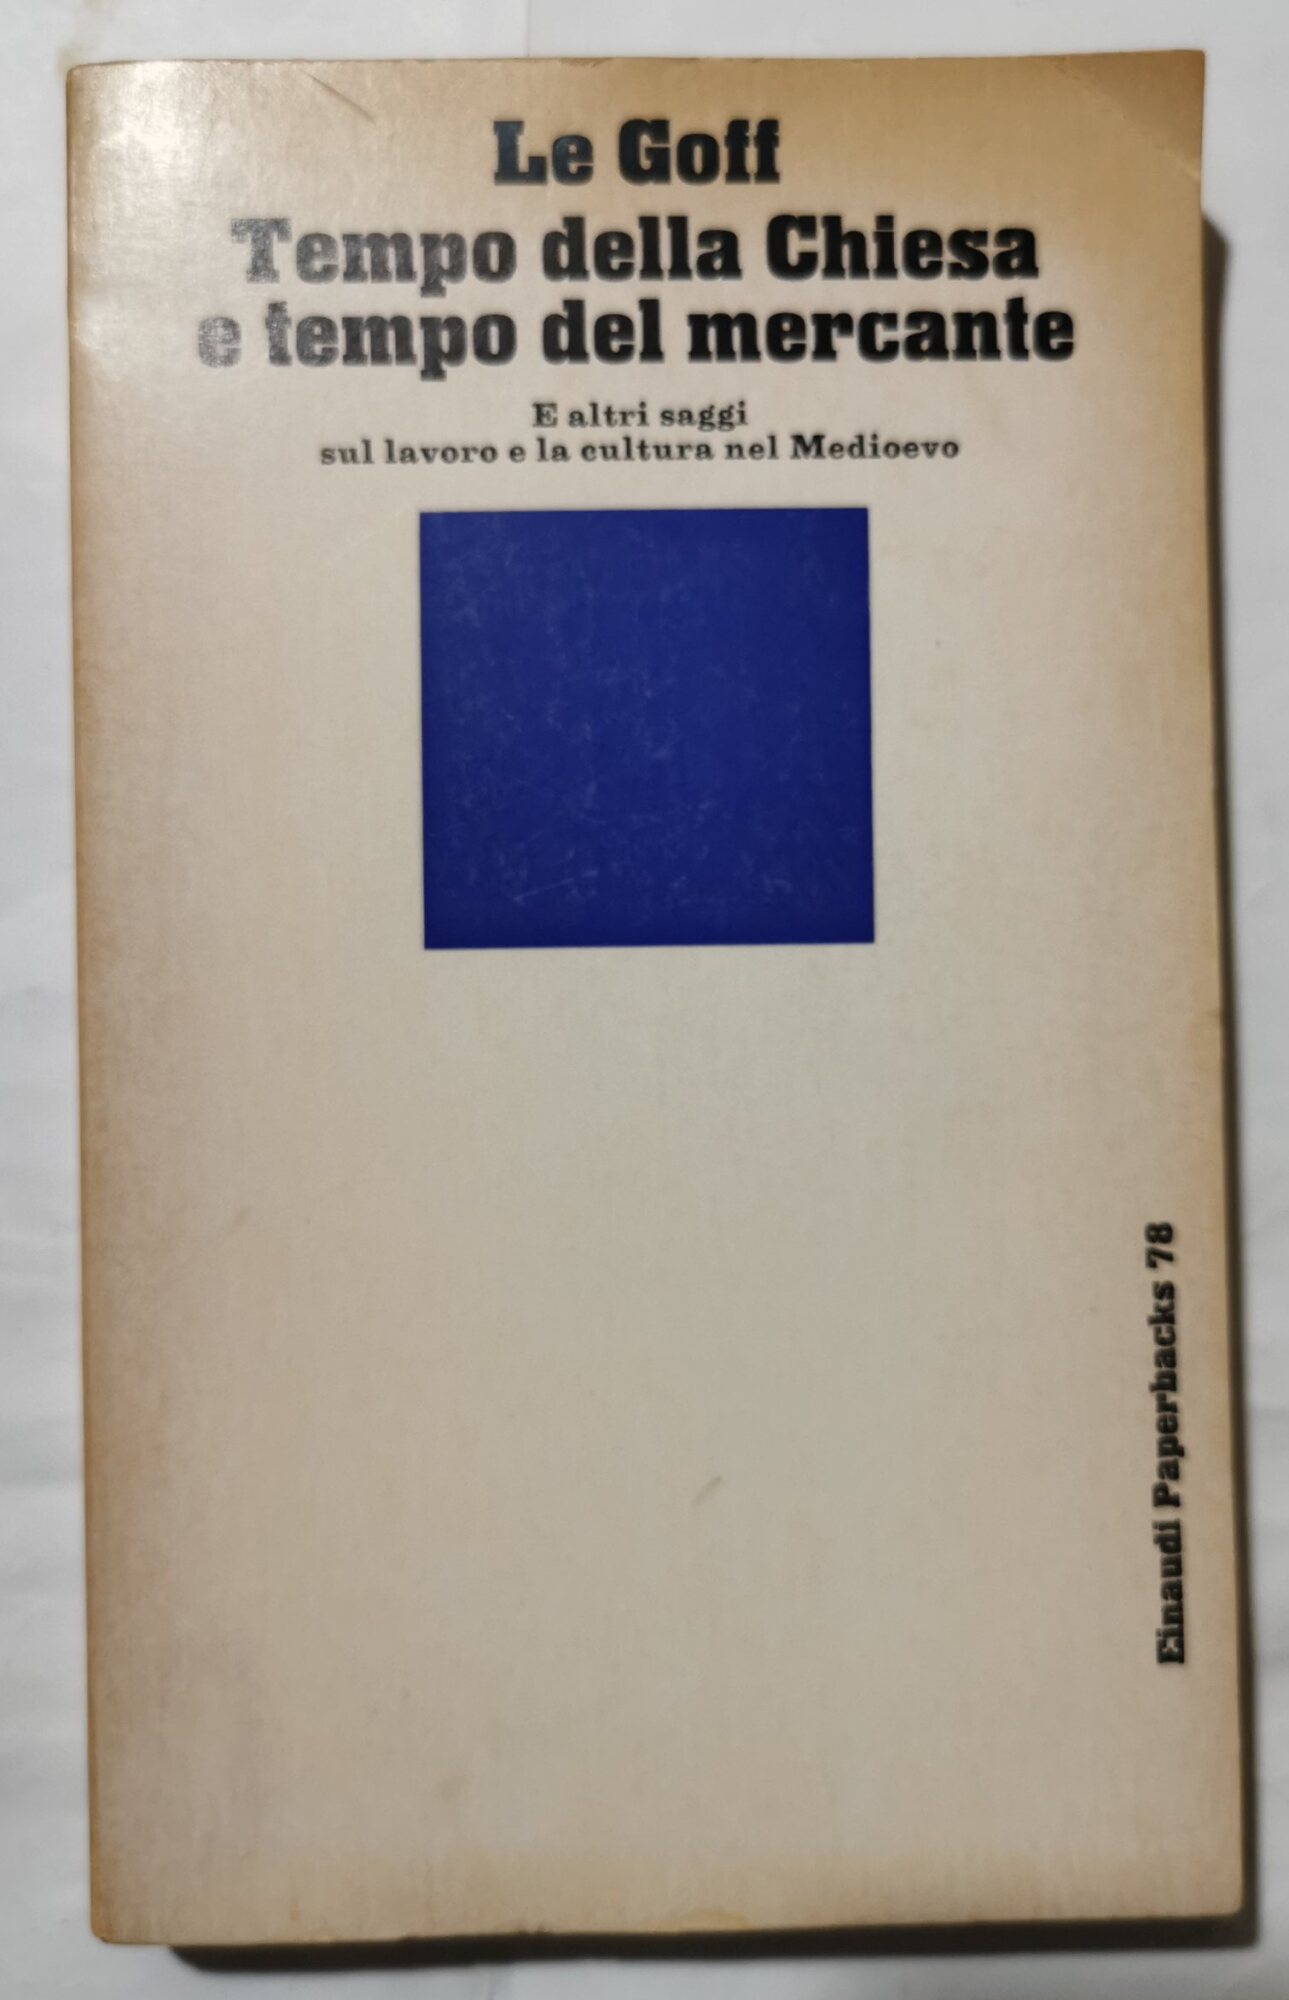 Le Goff
Tempo della Chiesa
e tempo del mercante
E altri saggi
sul lavoro e la cultura nel Medioevo
Einaudi Paperbacks 78